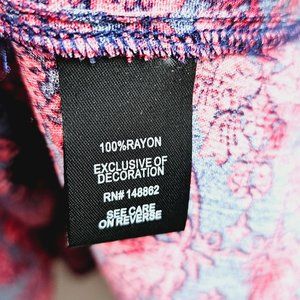 100%RAYON
EXCLUSIVE OF
DECORATION
RN# 148862
SEE CARE
ON REVERSE